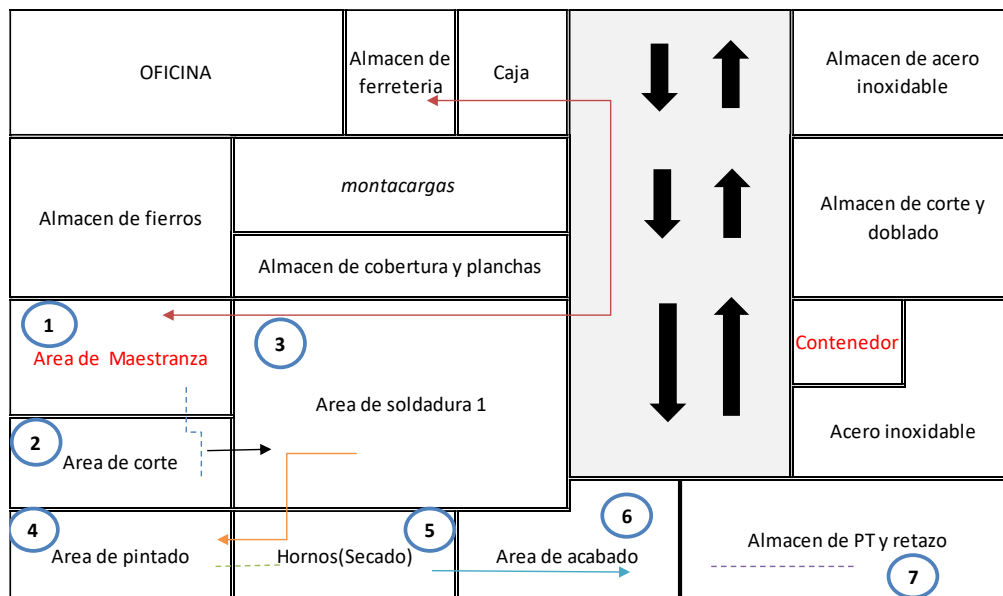 OFICINA
Almacen de
ferreteria
Caja
Almacen de acero
inoxidable
Almacen de fierros
montacargas
Almacen de corte y
doblado
Almacen de cobertura y planchas
1
Area de Maestranza
3
Area de soldadura 1
Contenedor
2
Area de corte
Acero inoxidable
4
Area de pintado
5
Hornos(Secado)
6
Area de acabado
Almacen de PT y retazo
7